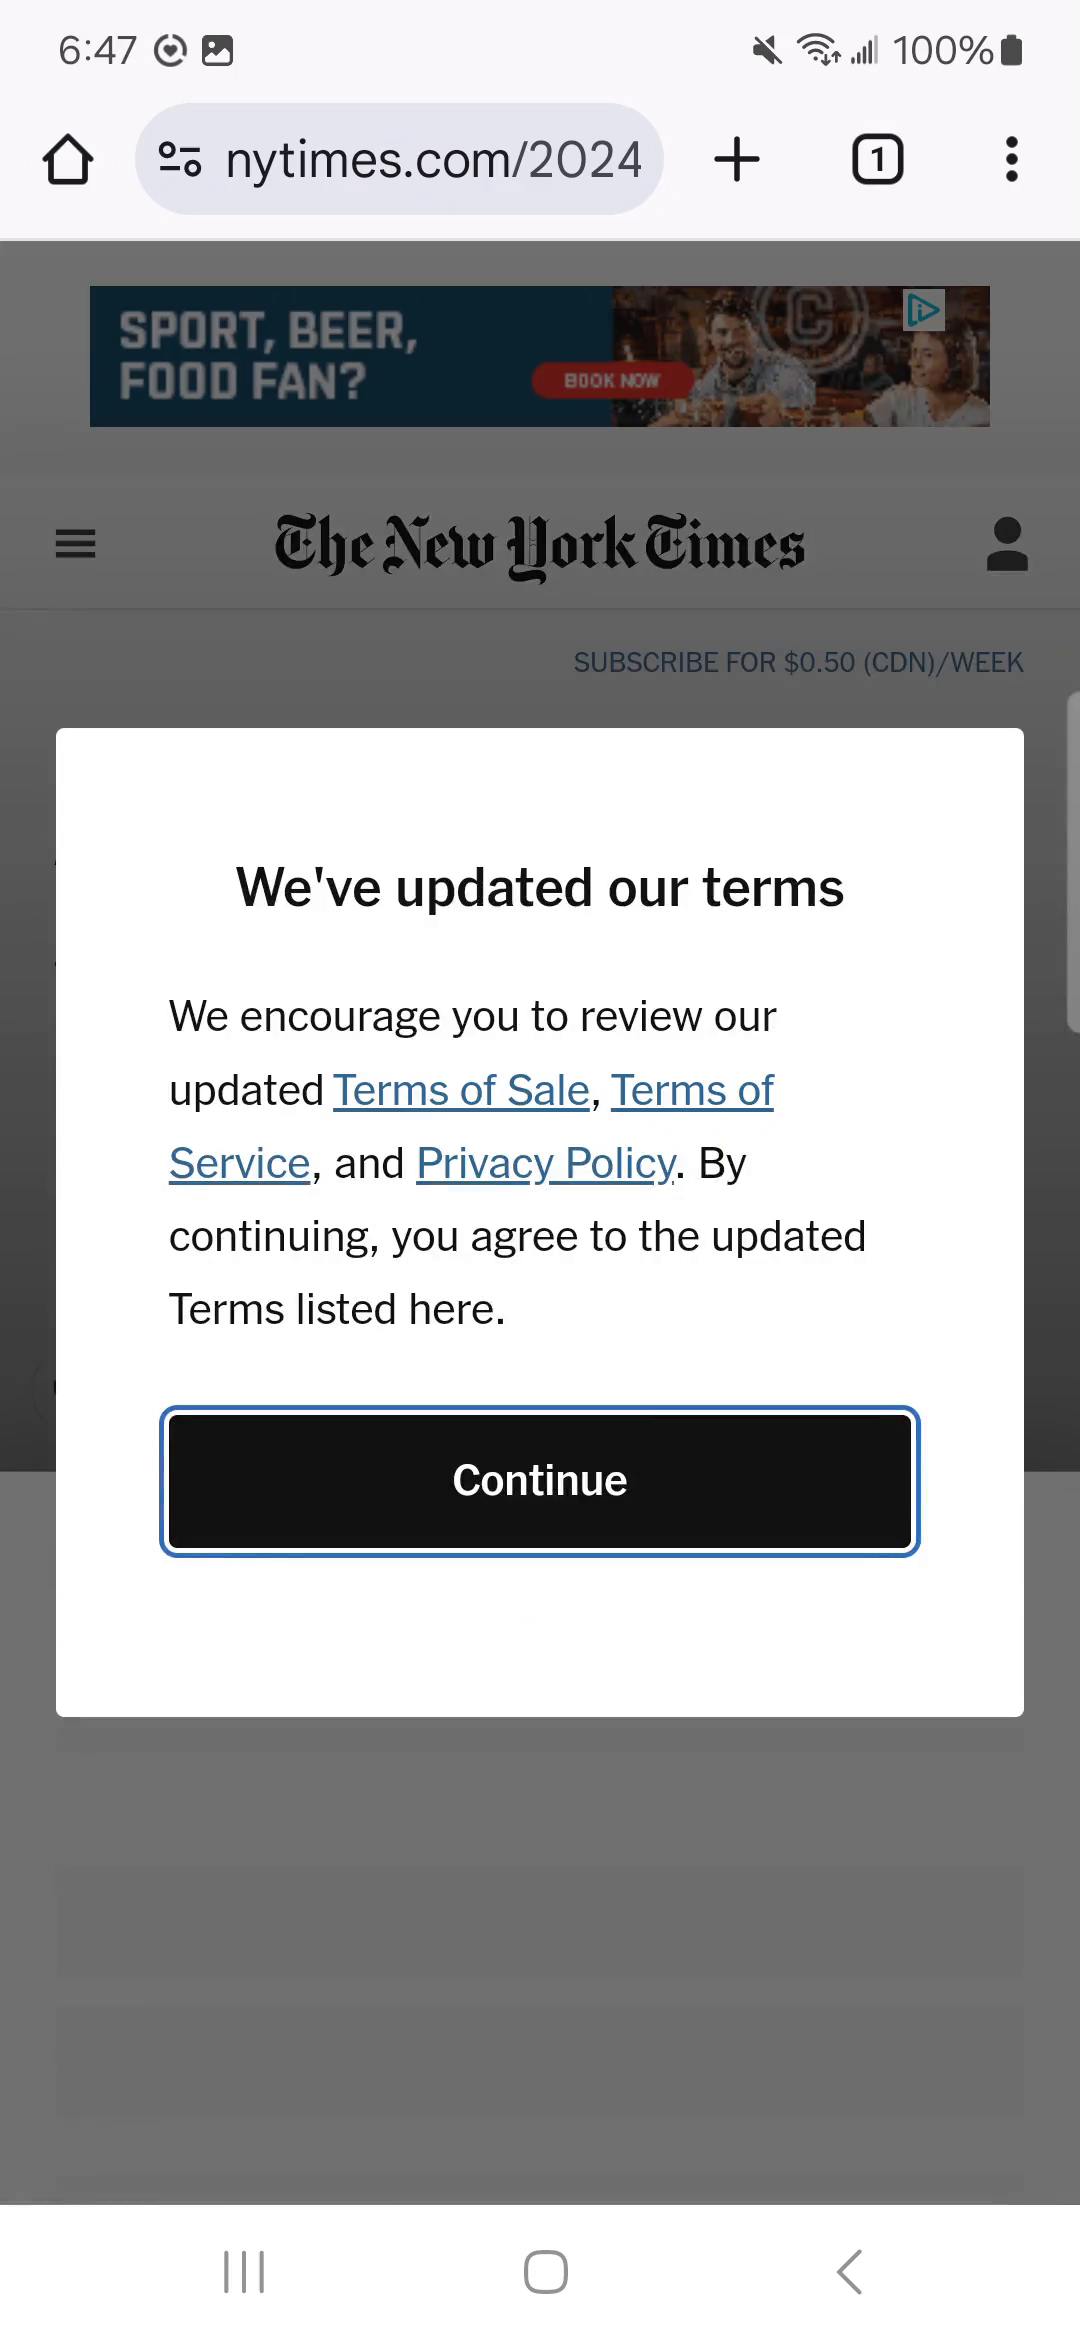 6:47
100%
nytimes.com/2024
1
SPORT, BEER,
FOOD FAN?
BOOK NOW
The New York Times
SUBSCRIBE FOR $0.50 (CDN)/WEEK
We've updated our terms
We encourage you to review our
updated Terms of Sale, Terms of
Service, and Privacy Policy. By
continuing, you agree to the updated
Terms listed here.
Continue